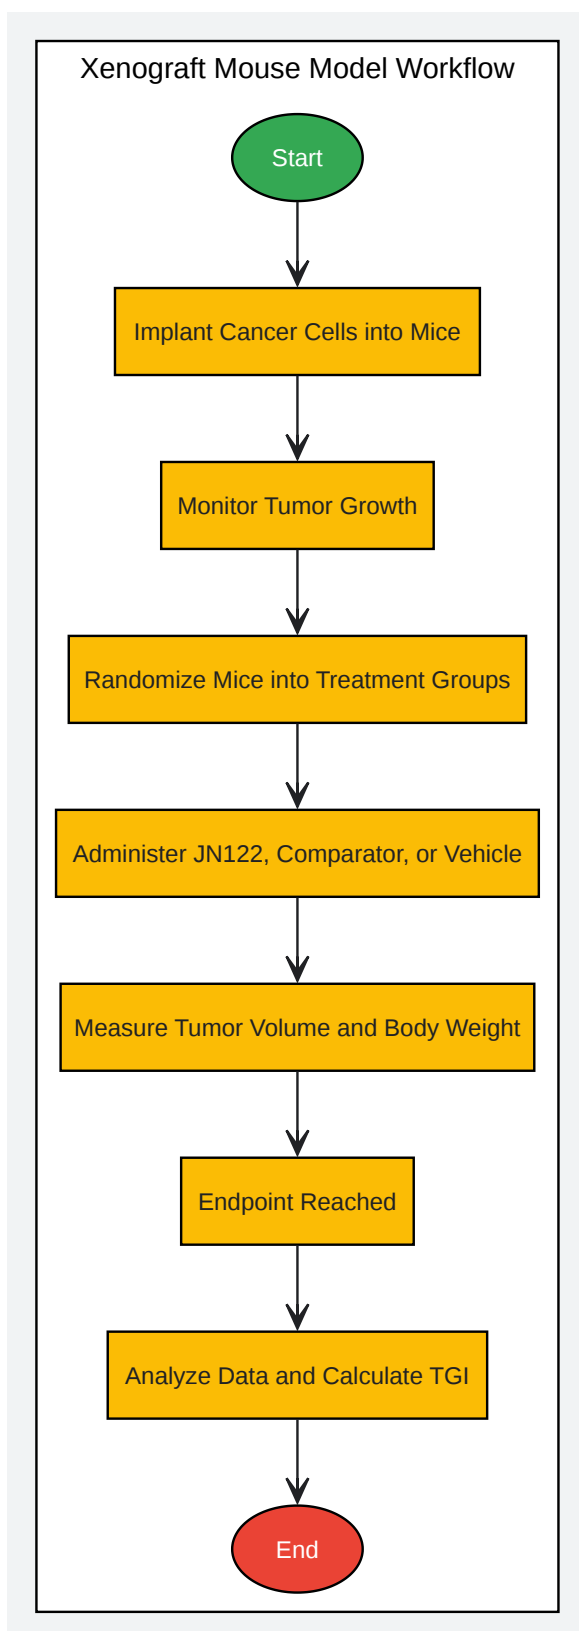 Xenograft Mouse Model Workflow
Start
Implant Cancer Cells into Mice
Monitor Tumor Growth
Randomize Mice into Treatment Groups
Administer JN122, Comparator, or Vehicle
Measure Tumor Volume and Body Weight
Endpoint Reached
Analyze Data and Calculate TGI
End